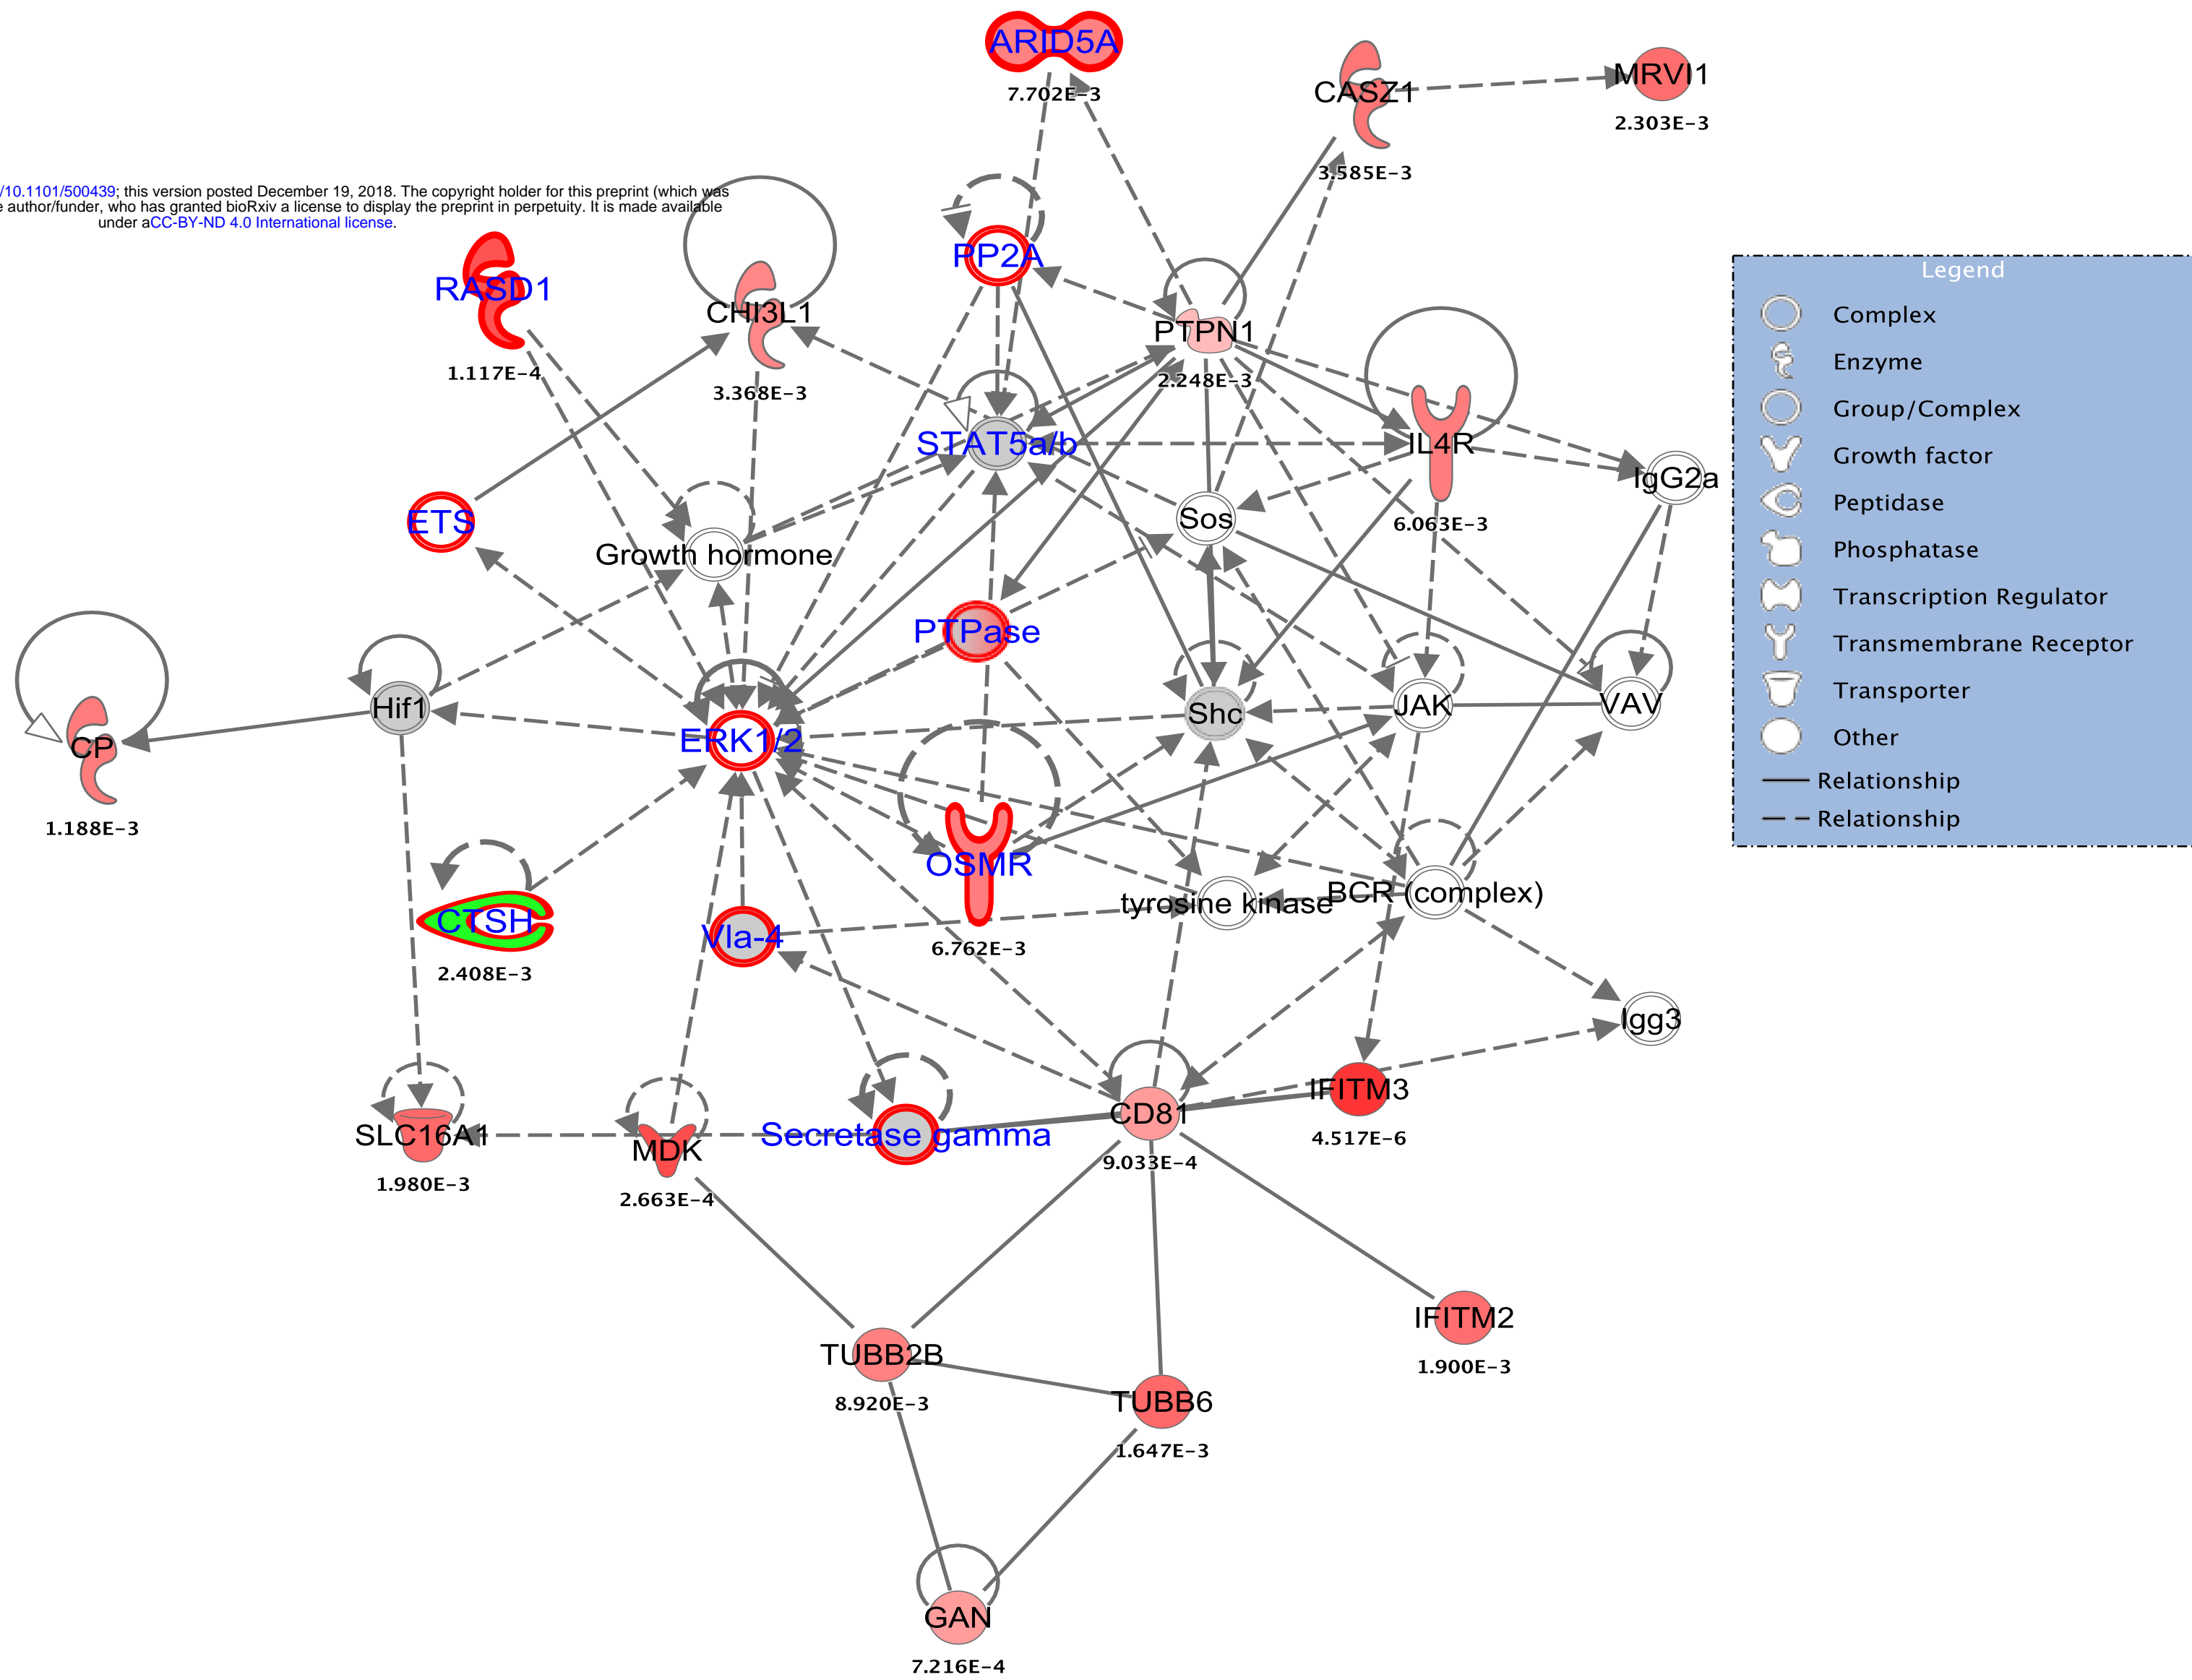 ARID5A
7.702E-3
CASZ1
3.585E-3
MRVI1
2.303E-3
/10.1101/500439; this version posted December 19, 2018. The copyright holder for this preprint (which was
e author/funder, who has granted bioRxiv a license to display the preprint in perpetuity. It is made available
under aCC-BY-ND 4.0 International license.
PP2A
RASD1
1.117E-4
CHI3L1
3.368E-3
PTPN1
2.248E-3
STAT5a/b
IL4R
6.063E-3
IgG2a
ETS
Sos
Growth hormone
PTPase
Hif1
CP
1.188E-3
ERK1/2
Shc
JAK
VAV
OSMR
6.762E-3
tyrosine kinase
BCR (complex)
CTSH
2.408E-3
Vla-4
Igg3
SLC16A1
1.980E-3
MDK
2.663E-4
Secretase gamma
CD81
9.033E-4
IFITM3
4.517E-6
TUBB2B
8.920E-3
IFITM2
1.900E-3
TUBB6
1.647E-3
GAN
7.216E-4
Legend
Complex
Enzyme
Group/Complex
Growth factor
Peptidase
Phosphatase
Transcription Regulator
Transmembrane Receptor
Transporter
Other
Relationship
Relationship